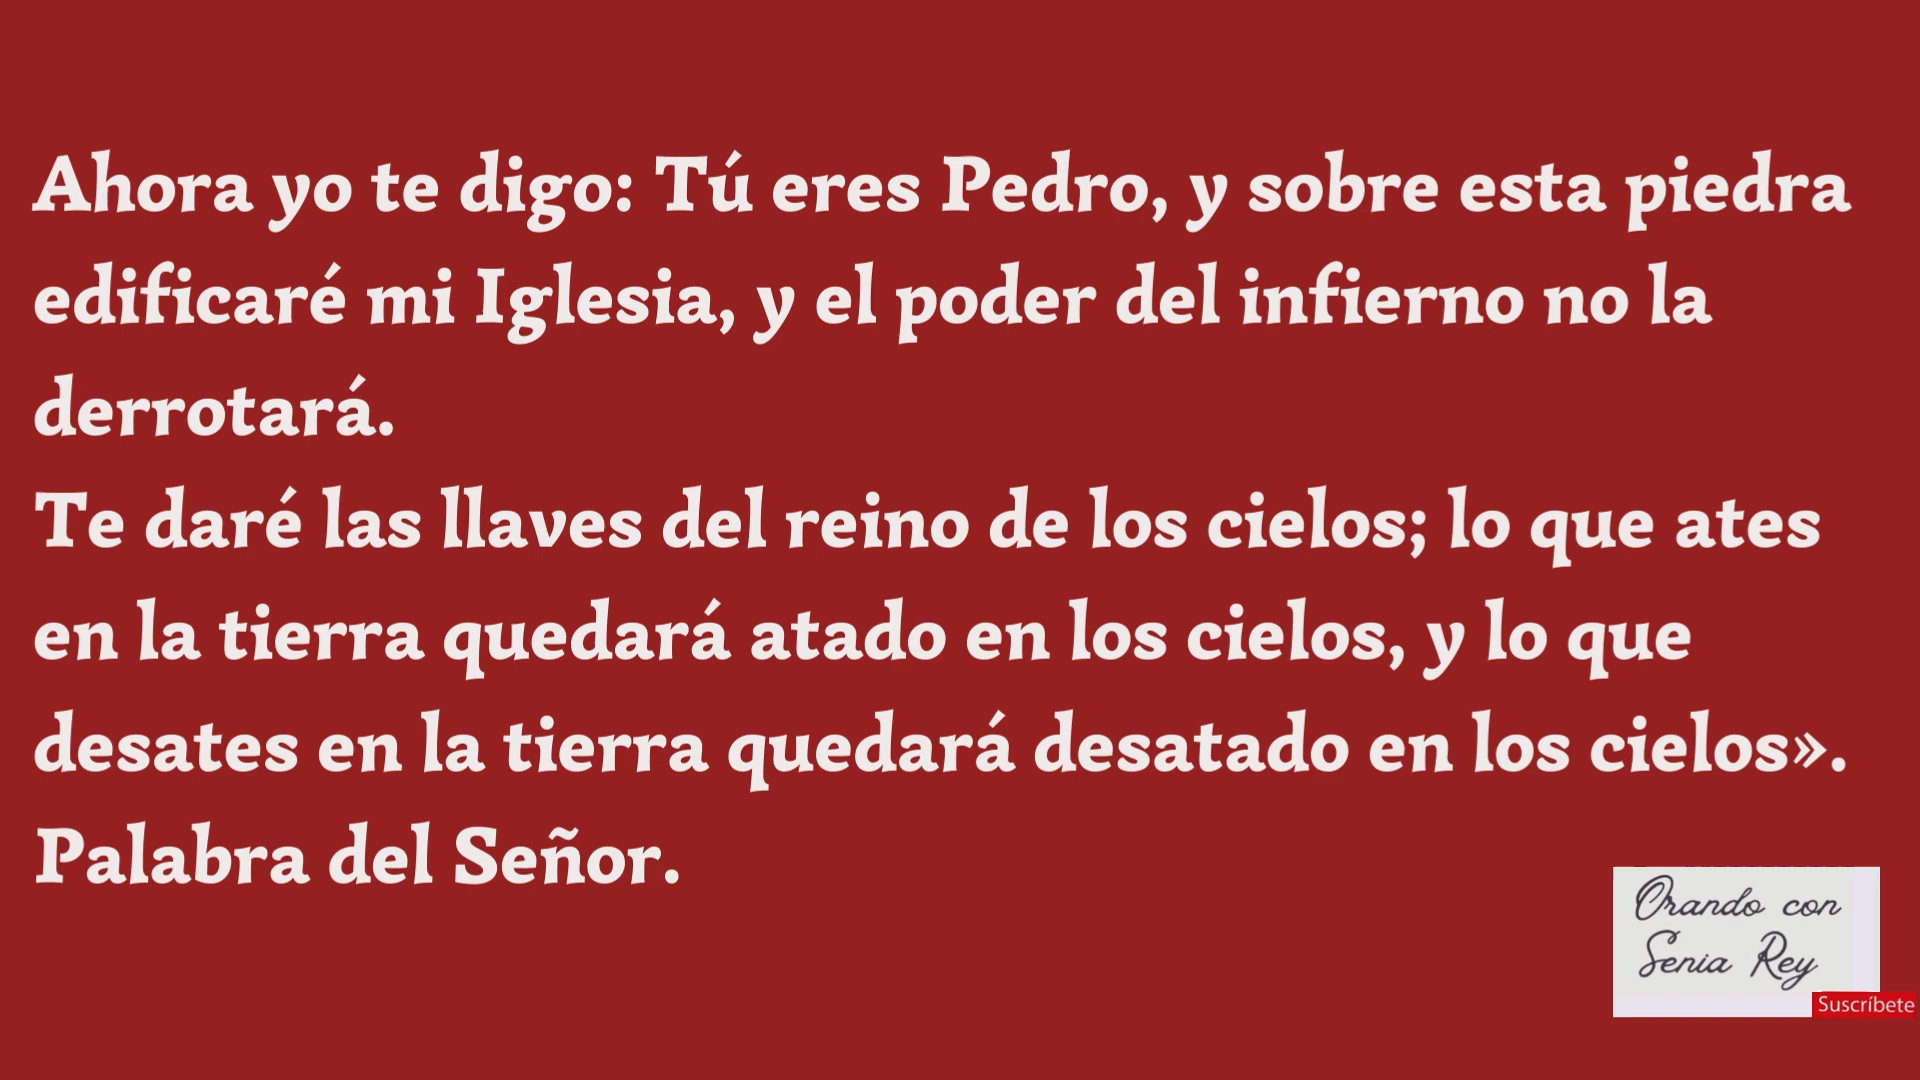 Ahora yo te digo: Tú eres Pedro, y sobre esta piedra
edificaré mi Iglesia, y el poder del infierno no la
derrotará.
Te daré las llaves del reino de los cielos; lo que ates
en la tierra quedará atado en los cielos, y lo que
desates en la tierra quedará desatado en los cielos».
Palabra del Señor.
Orando con
Senia Rey
Suscríbete